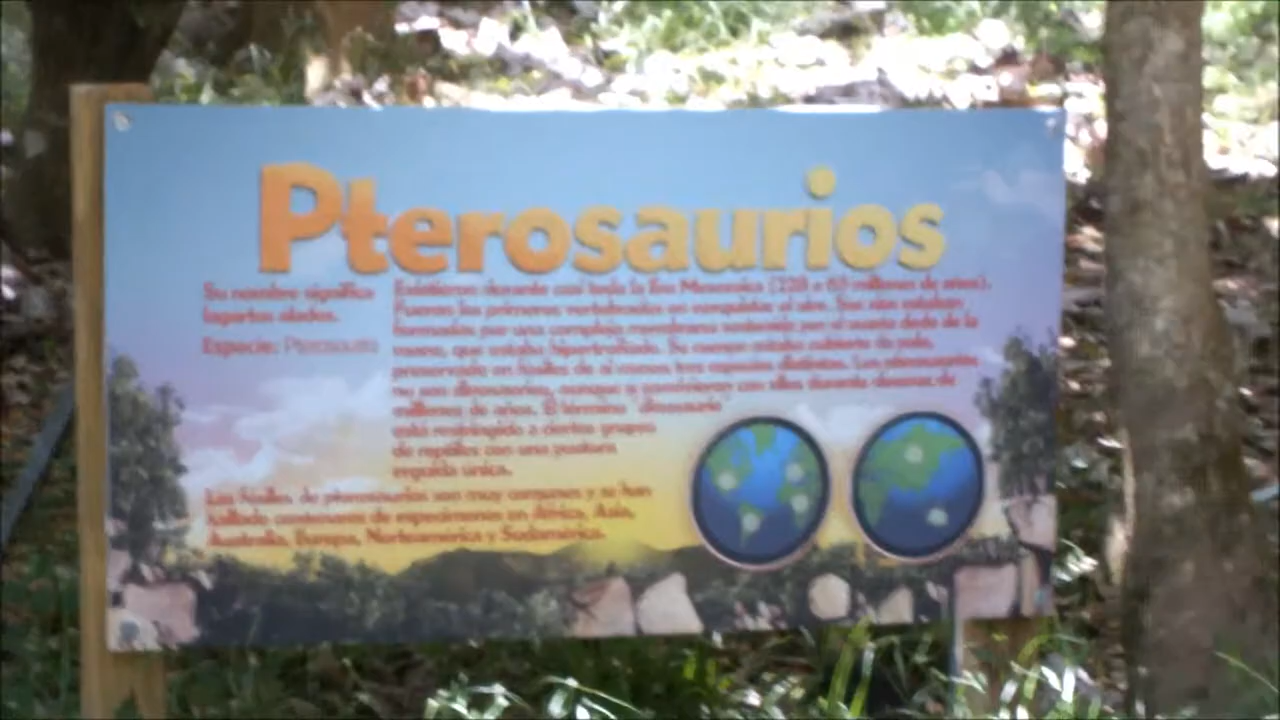 Pterosaurios
Su nombre significa
lagartos alados.
Especie: Pterosauria
Existieron durante casi toda la Era Mesozoica (228 a 65 millones de años).
Fueron los primeros vertebrados en conquistar el aire. Sus alas estaban
formadas por una compleja membrana sostenida por el cuarto dedo de la
mano, que estaba hipertrofiado. Su cuerpo estaba cubierto de pelo,
preservado en fósiles de al menos tres especies distintas. Los pterosaurios
no son dinosaurios, aunque convivieron con ellos durante decenas de
millones de años. El término "dinosaurio"
está restringido a ciertos grupos
de reptiles con una postura
erguida única.
Los fósiles de pterosaurios son muy comunes y se han
hallado centenares de especímenes en África, Asia,
Australia, Europa, Norteamérica y Sudamérica.